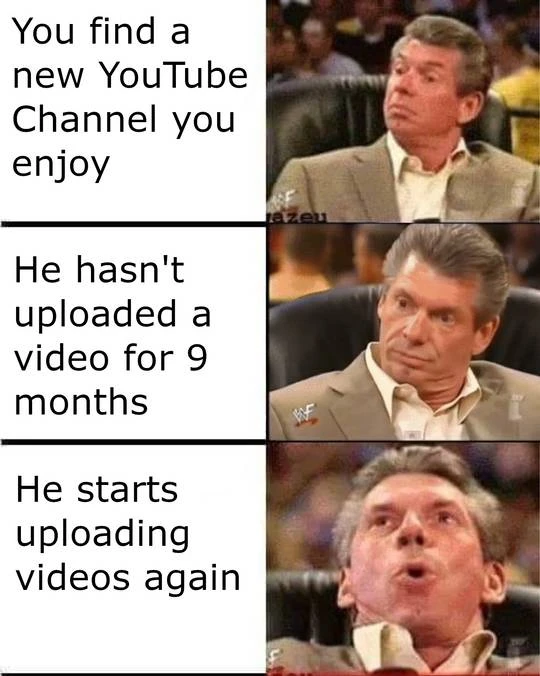 You find a
new YouTube
Channel you
enjoy
azeu
He hasn't
uploaded a
video for 9
months
He starts
uploading
videos again